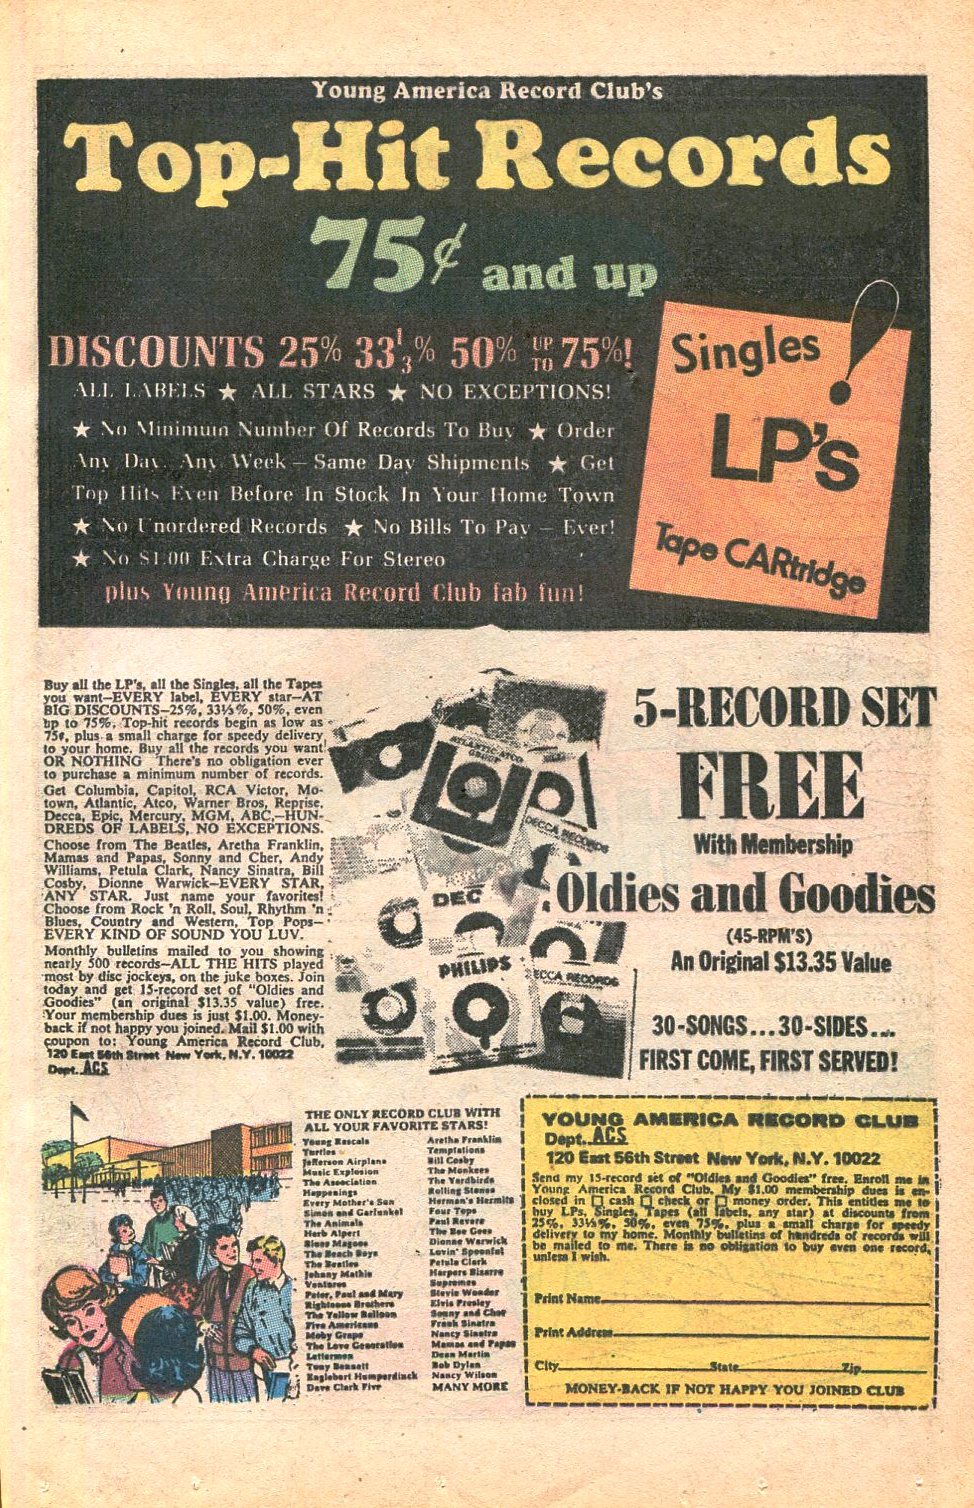 Young America Record Club's
Top-Hit Records
75¢ and up
DISCOUNTS 25% 33⅓% 50% UP TO 75%!
ALL LABELS ★ ALL STARS ★ NO EXCEPTIONS!
★ No Minimum Number Of Records To Buy ★ Order
Any Day, Any Week – Same Day Shipments ★ Get
Top Hits Even Before In Stock In Your Home Town
★ No Unordered Records ★ No Bills To Pay – Ever!
★ No $1.00 Extra Charge For Stereo
plus Young America Record Club fab fun!
Singles!
LP's
Tape CARtridge
Buy all the LP's, all the Singles, all the Tapes
you want—EVERY label, EVERY star—AT
BIG DISCOUNTS—25%, 33⅓%, 50%, even
up to 75%. Top-hit records begin as low as
75¢, plus a small charge for speedy delivery
to your home. Buy all the records you want
OR NOTHING There's no obligation ever
to purchase a minimum number of records.
Get Columbia, Capitol, RCA Victor, Mo-
town, Atlantic, Atco, Warner Bros, Reprise,
Decca, Epic, Mercury, MGM, ABC,—HUN-
DREDS OF LABELS, NO EXCEPTIONS.
Choose from The Beatles, Aretha Franklin,
Mamas and Papas, Sonny and Cher, Andy
Williams, Petula Clark, Nancy Sinatra, Bill
Cosby, Dionne Warwick—EVERY STAR,
ANY STAR. Just name your favorites!
Choose from Rock 'n Roll, Soul, Rhythm 'n
Blues, Country and Western, Top Pops—
EVERY KIND OF SOUND YOU LUV.
Monthly bulletins mailed to you showing
nearly 500 records—ALL THE HITS played
most by disc jockeys, on the juke boxes. Join
today and get 15-record set of "Oldies and
Goodies" (an original $13.35 value) free.
Your membership dues is just $1.00. Money-
back if not happy you joined. Mail $1.00 with
coupon to: Young America Record Club,
120 East 56th Street New York, N.Y. 10022
Dept. ACS
ATLANTIC-ATCO
GROUP
DECCA RECORDS
DEC
PHILIPS
DECCA RECORDS
5-RECORD SET
FREE
With Membership
Oldies and Goodies
(45-RPM'S)
An Original $13.35 Value
30-SONGS...30-SIDES...
FIRST COME, FIRST SERVED!
THE ONLY RECORD CLUB WITH
ALL YOUR FAVORITE STARS!
Young Rascals
Turtles
Jefferson Airplane
Music Explosion
The Association
Happenings
Every Mother's Son
Simon and Garfunkel
The Animals
Herb Alpert
Blues Magoos
The Beach Boys
The Beatles
Johnny Mathis
Ventures
Peter, Paul and Mary
Righteous Brothers
The Yellow Balloon
Five Americans
Moby Grape
The Love Generation
Lettermen
Tony Bennett
Englebert Humperdinck
Dave Clark Five
Aretha Franklin
Temptations
Bill Cosby
The Monkees
The Yardbirds
Rolling Stones
Herman's Hermits
Four Tops
Paul Revere
The Bee Gees
Dionne Warwick
Lovin' Spoonful
Petula Clark
Harpers Bizarre
Supremes
Stevie Wonder
Elvis Presley
Sonny and Cher
Frank Sinatra
Nancy Sinatra
Mamas and Papas
Dean Martin
Bob Dylan
Nancy Wilson
MANY MORE
YOUNG AMERICA RECORD CLUB
Dept. ACS
120 East 56th Street New York, N.Y. 10022
Send my 15-record set of "Oldies and Goodies" free. Enroll me in
Young America Record Club. My $1.00 membership dues is en-
closed in □ cash □ check or □ money order. This entitles me to
buy LPs, Singles, Tapes (all labels, any star) at discounts from
25%, 33⅓%, 50%, even 75%, plus a small charge for speedy
delivery to my home. Monthly bulletins of hundreds of records will
be mailed to me. There is no obligation to buy even one record,
unless I wish.
Print Name
Print Address
City State Zip
MONEY-BACK IF NOT HAPPY YOU JOINED CLUB